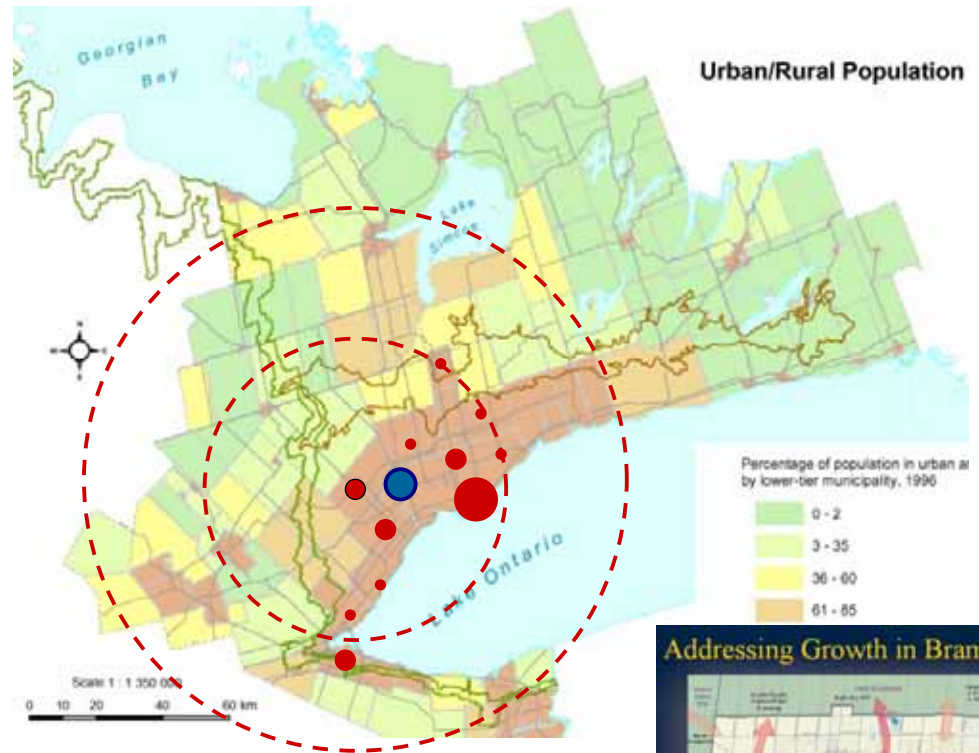 Georgian
Bay
Urban/Rural Population
Lake
Simcoe
N
Lake Ontario
Percentage of population in urban a
by lower-tier municipality, 1996
0 - 2
3 - 35
36 - 60
61 - 85
Scale 1 : 1 350 000
0 10 20 40 60 km
Addressing Growth in Bram